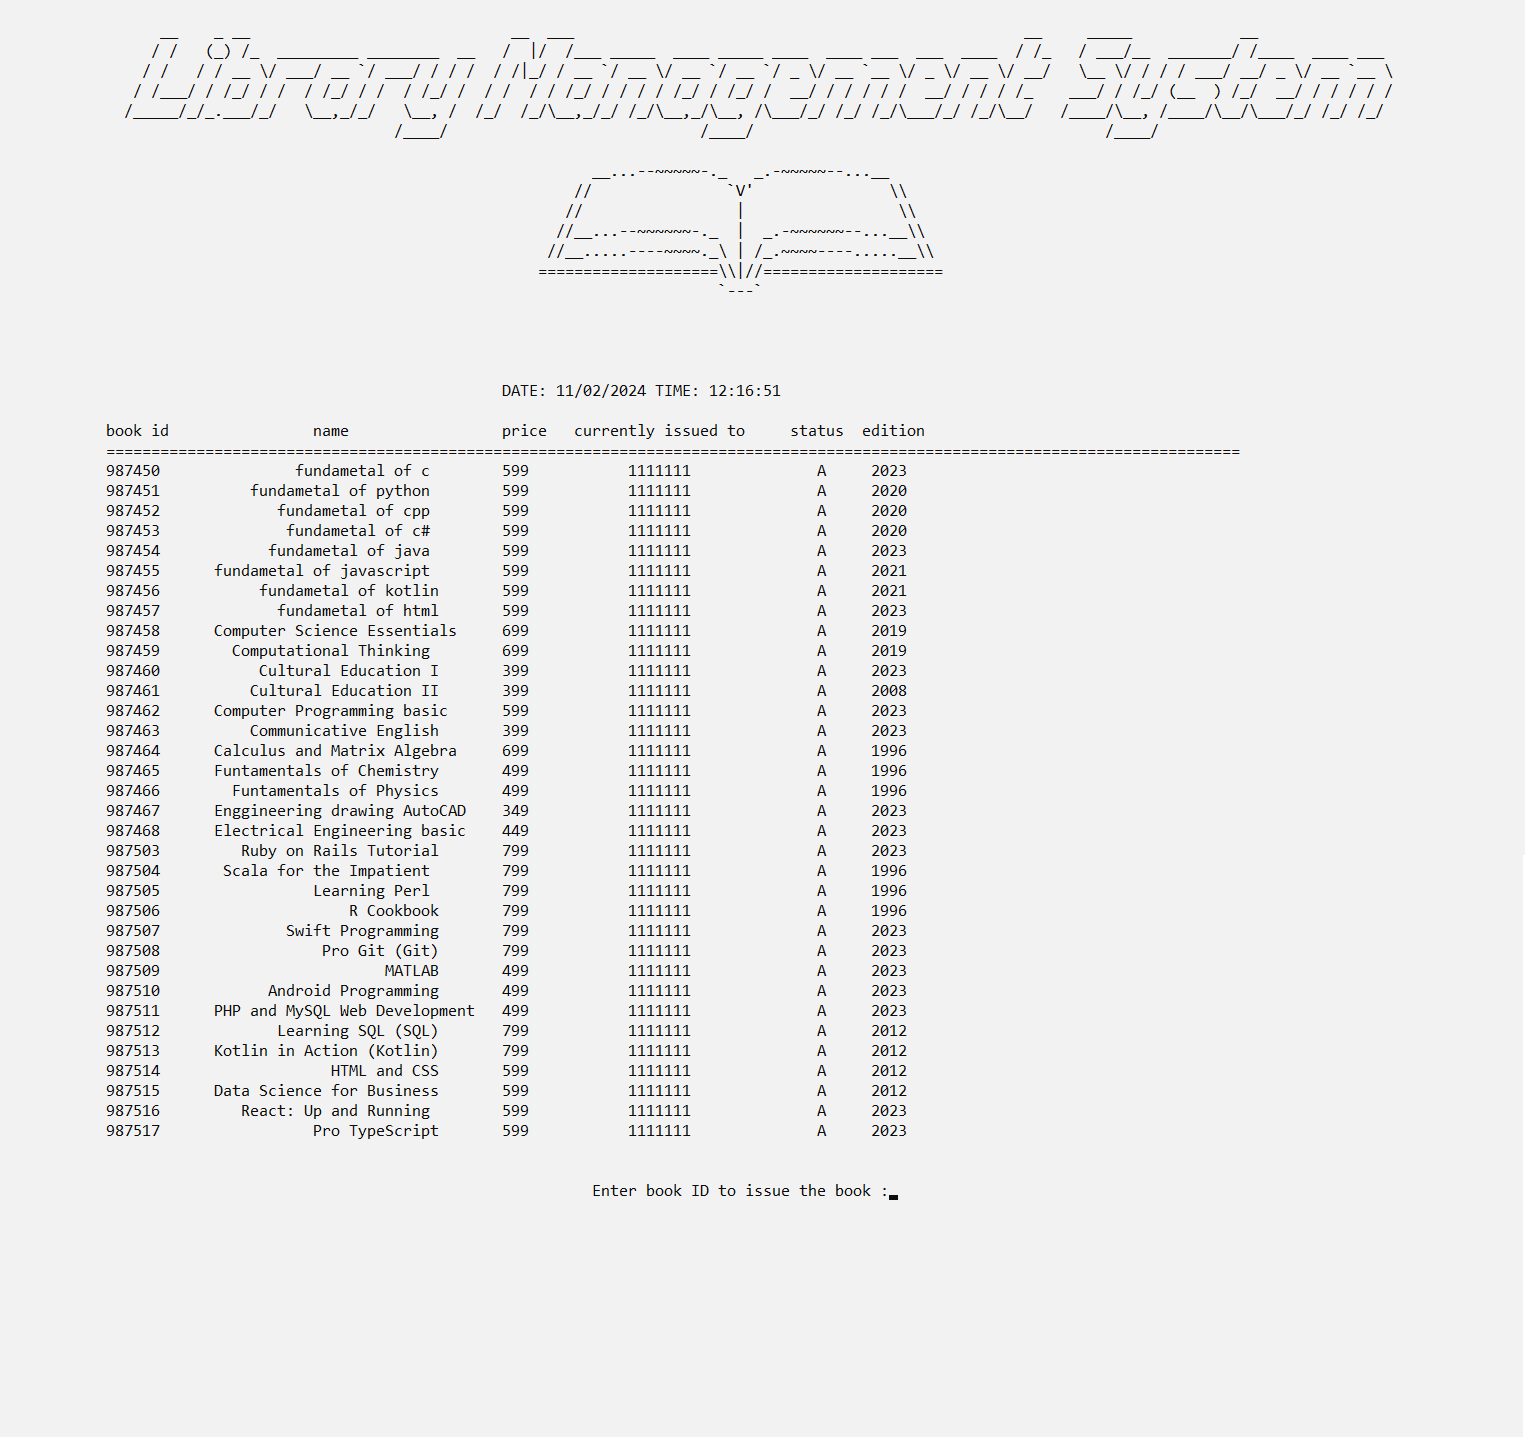 Library Management System
DATE: 11/02/2024 TIME: 12:16:51
book id name price currently issued to status edition
987450 fundametal of c 599 1111111 A 2023
987451 fundametal of python 599 1111111 A 2020
987452 fundametal of cpp 599 1111111 A 2020
987453 fundametal of c# 599 1111111 A 2020
987454 fundametal of java 599 1111111 A 2023
987455 fundametal of javascript 599 1111111 A 2021
987456 fundametal of kotlin 599 1111111 A 2021
987457 fundametal of html 599 1111111 A 2023
987458 Computer Science Essentials 699 1111111 A 2019
987459 Computational Thinking 699 1111111 A 2019
987460 Cultural Education I 399 1111111 A 2023
987461 Cultural Education II 399 1111111 A 2008
987462 Computer Programming basic 599 1111111 A 2023
987463 Communicative English 399 1111111 A 2023
987464 Calculus and Matrix Algebra 699 1111111 A 1996
987465 Funtamentals of Chemistry 499 1111111 A 1996
987466 Funtamentals of Physics 499 1111111 A 1996
987467 Enggineering drawing AutoCAD 349 1111111 A 2023
987468 Electrical Engineering basic 449 1111111 A 2023
987503 Ruby on Rails Tutorial 799 1111111 A 2023
987504 Scala for the Impatient 799 1111111 A 1996
987505 Learning Perl 799 1111111 A 1996
987506 R Cookbook 799 1111111 A 1996
987507 Swift Programming 799 1111111 A 2023
987508 Pro Git (Git) 799 1111111 A 2023
987509 MATLAB 499 1111111 A 2023
987510 Android Programming 499 1111111 A 2023
987511 PHP and MySQL Web Development 499 1111111 A 2023
987512 Learning SQL (SQL) 799 1111111 A 2012
987513 Kotlin in Action (Kotlin) 799 1111111 A 2012
987514 HTML and CSS 599 1111111 A 2012
987515 Data Science for Business 599 1111111 A 2012
987516 React: Up and Running 599 1111111 A 2023
987517 Pro TypeScript 599 1111111 A 2023
Enter book ID to issue the book :